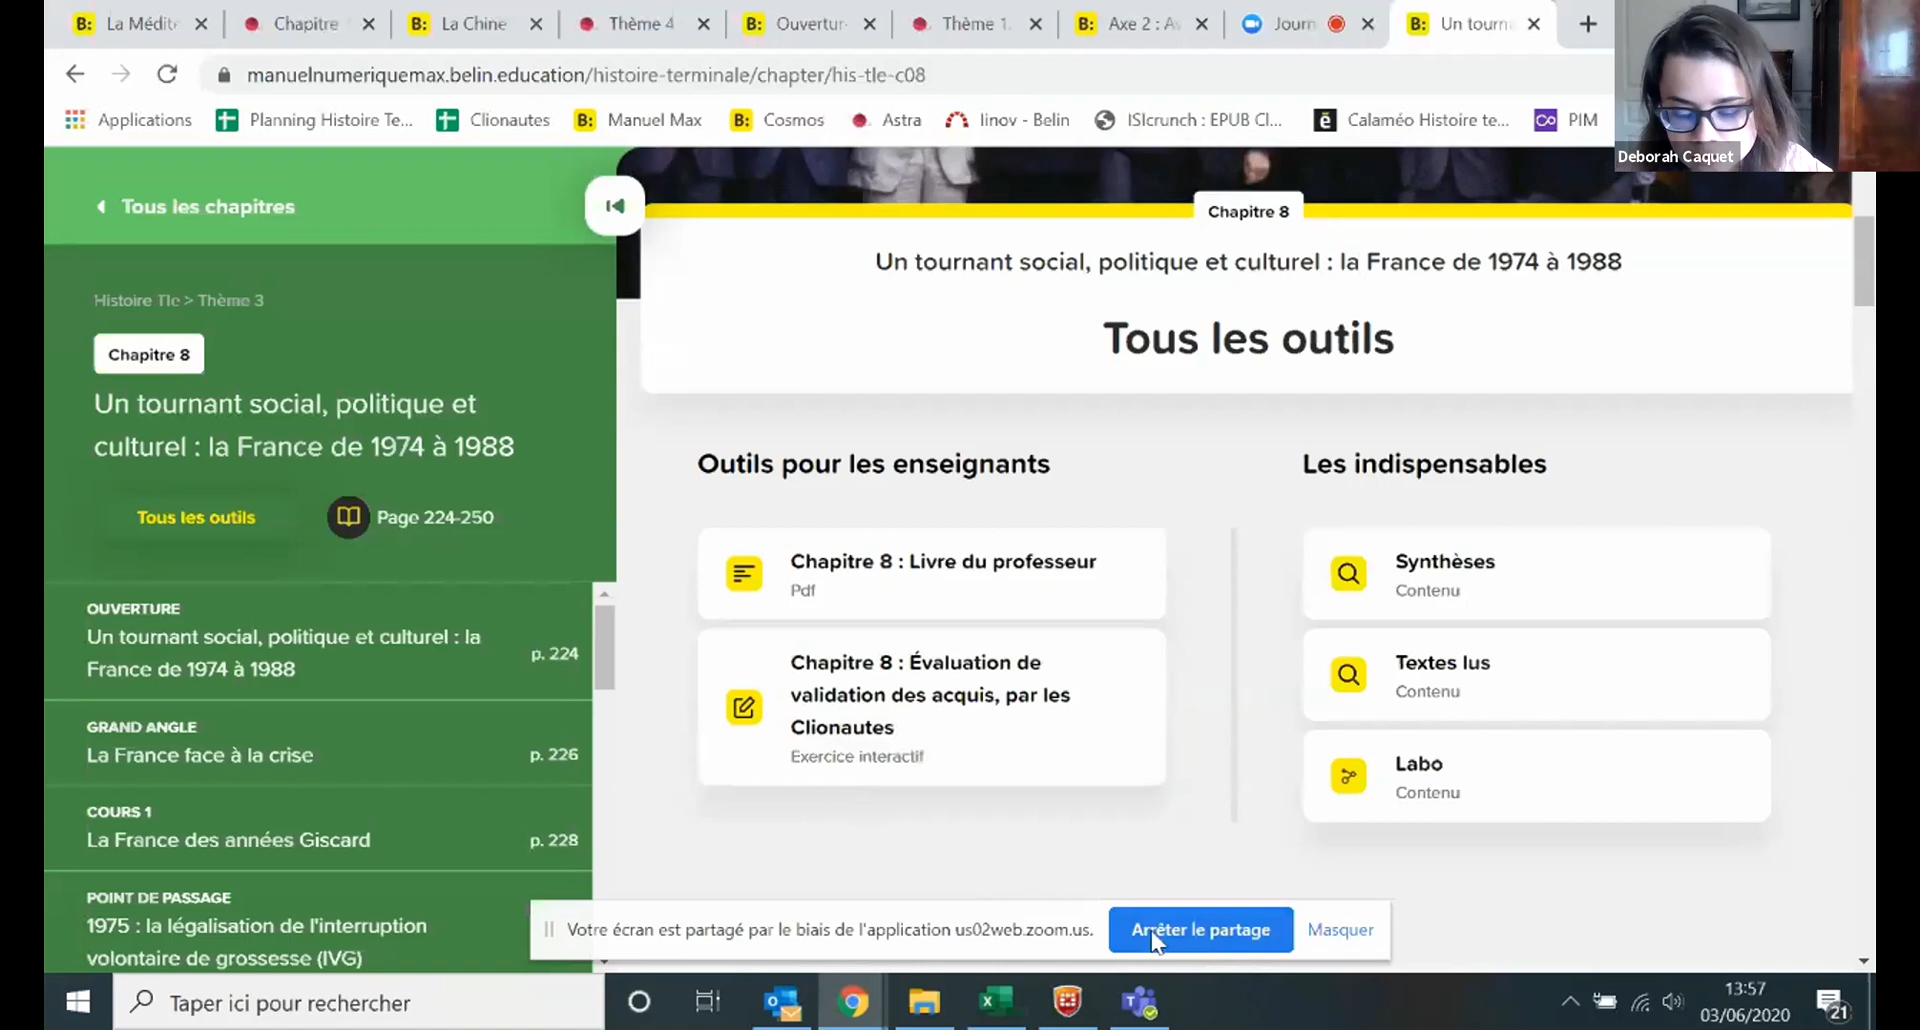 La Médit
Chapitre
La Chine
Thème 4
Ouvertur
Thème 1.
Axe 2 : A
Journ
Un tourn
manuelnumeriquemax.belin.education/histoire-terminale/chapter/his-tle-c08
Applications
Planning Histoire Te...
Clionautes
Manuel Max
Cosmos
Astra
Iinov - Belin
ISIcrunch : EPUB Cl...
Calaméo Histoire te...
PIM
Deborah Caquet
Tous les chapitres
Histoire Tle > Thème 3
Chapitre 8
Un tournant social, politique et
culturel : la France de 1974 à 1988
Tous les outils
Page 224-250
OUVERTURE
Un tournant social, politique et culturel : la
France de 1974 à 1988
p. 224
GRAND ANGLE
La France face à la crise
p. 226
COURS 1
La France des années Giscard
p. 228
POINT DE PASSAGE
1975 : la légalisation de l'interruption
volontaire de grossesse (IVG)
Chapitre 8
Un tournant social, politique et culturel : la France de 1974 à 1988
Tous les outils
Outils pour les enseignants
Chapitre 8 : Livre du professeur
Pdf
Chapitre 8 : Évaluation de
validation des acquis, par les
Clionautes
Exercice interactif
Les indispensables
Synthèses
Contenu
Textes lus
Contenu
Labo
Contenu
Votre écran est partagé par le biais de l'application us02web.zoom.us.
Arrêter le partage
Masquer
Taper ici pour rechercher
13:57
03/06/2020
21